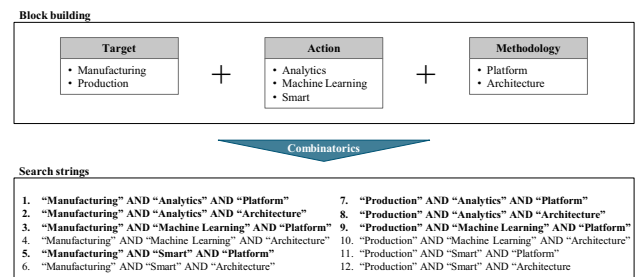 Block building
Target
• Manufacturing
• Production
+
Action
• Analytics
• Machine Learning
• Smart
+
Methodology
• Platform
• Architecture
Combinatorics
Search strings
1. “Manufacturing” AND “Analytics” AND “Platform”
2. “Manufacturing” AND “Analytics” AND “Architecture”
3. “Manufacturing” AND “Machine Learning” AND “Platform”
4. “Manufacturing” AND “Machine Learning” AND “Architecture”
5. “Manufacturing” AND “Smart” AND “Platform”
6. “Manufacturing” AND “Smart” AND “Architecture
7. “Production” AND “Analytics” AND “Platform”
8. “Production” AND “Analytics” AND “Architecture”
9. “Production” AND “Machine Learning” AND “Platform”
10. “Production” AND “Machine Learning” AND “Architecture”
11. “Production” AND “Smart” AND “Platform”
12. “Production” AND “Smart” AND “Architecture